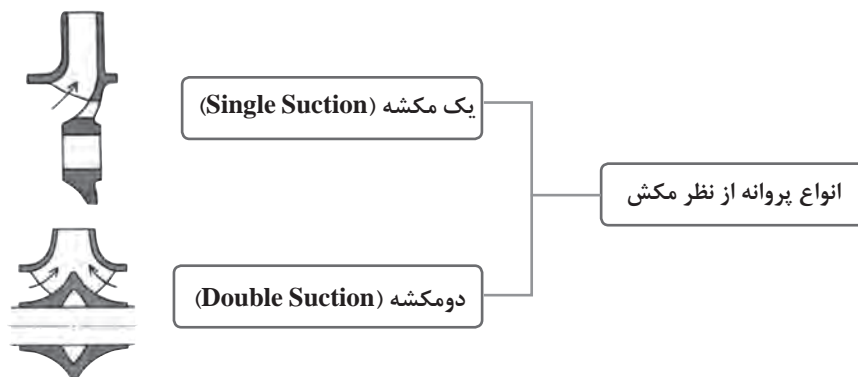 انواع پروانه از نظر مکش
یک مکشه (Single Suction)
دومکشه (Double Suction)